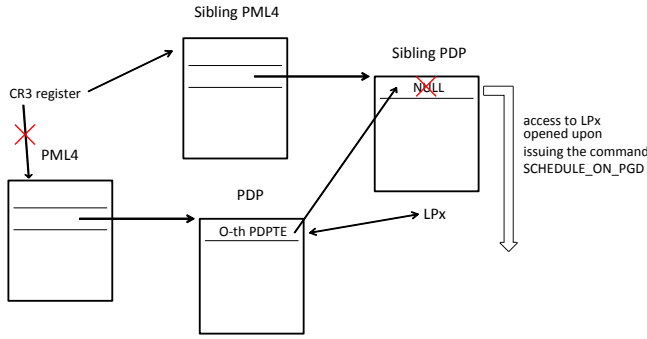 Sibling PML4
Sibling PDP
CR3 register
NULL
access to LPx
opened upon
issuing the command
SCHEDULE_ON_PGD
PML4
PDP
LPx
O-th PDPTE